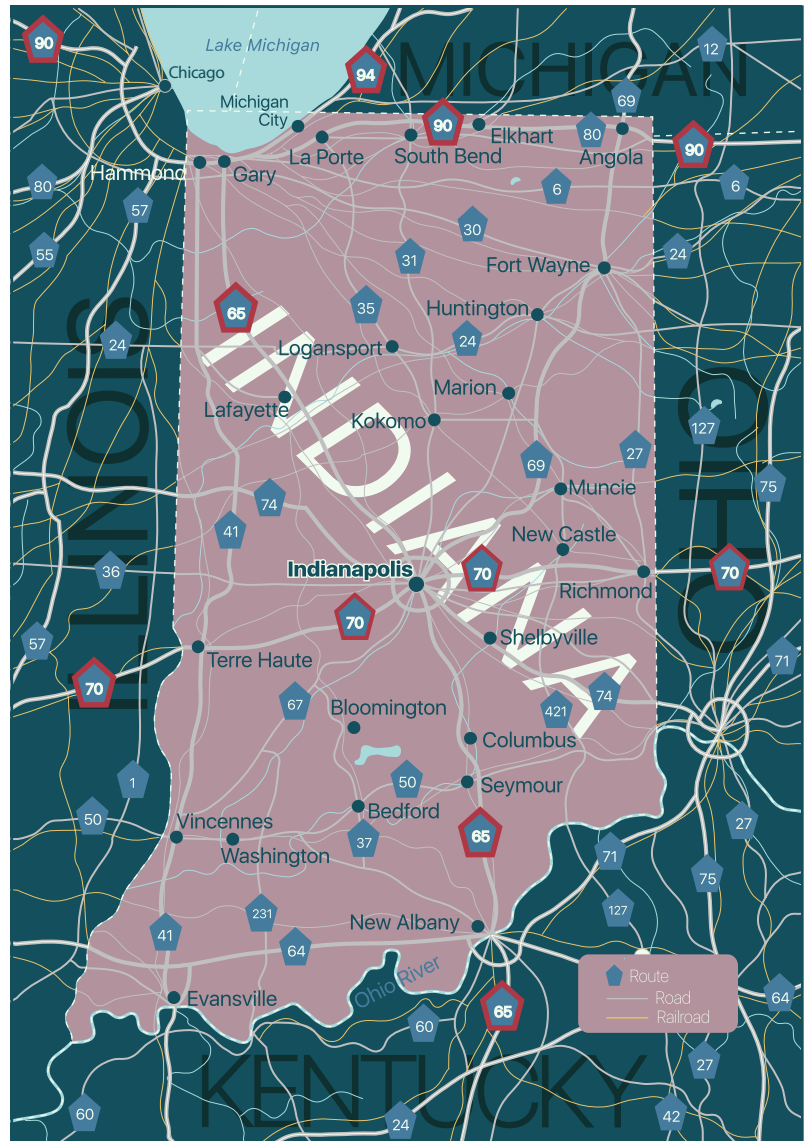 90
Lake Michigan
MICHIGAN
12
94
Chicago
Michigan
City
69
90
Elkhart
80
90
La Porte
South Bend
Angola
Hammond
Gary
80
6
6
57
30
55
31
24
Fort Wayne
65
35
Huntington
24
24
Logansport
ILLINOIS
INDIANA
OHIO
Marion
Lafayette
Kokomo
127
27
69
75
74
Muncie
41
New Castle
Indianapolis
70
70
36
Richmond
70
57
Shelbyville
Terre Haute
71
70
74
67
Bloomington
421
Columbus
1
50
Seymour
50
Bedford
Vincennes
27
65
37
Washington
71
75
231
127
New Albany
41
64
Ohio River
Evansville
Route
Road
Railroad
64
65
60
KENTUCKY
27
60
24
42